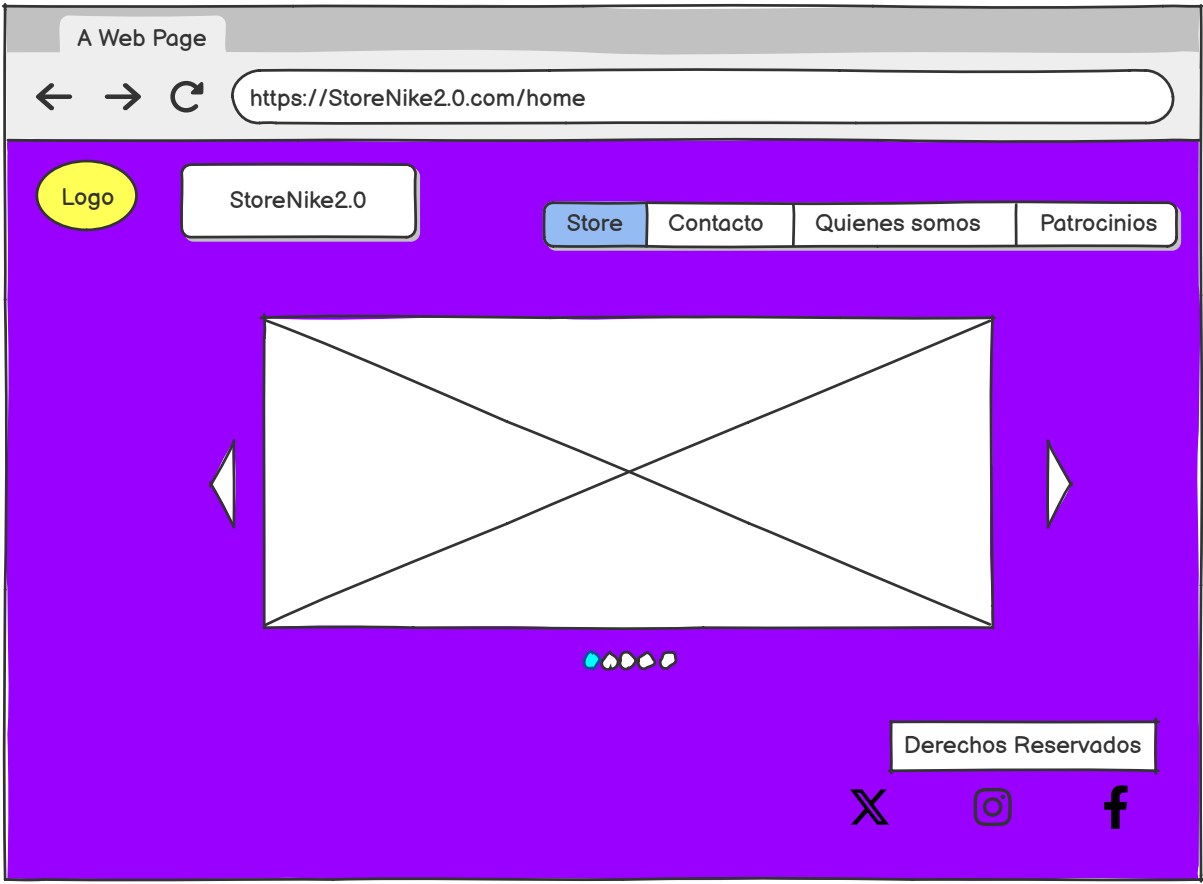 A Web Page
https://StoreNike2.0.com/home
Logo
StoreNike2.0
Store
Contacto
Quienes somos
Patrocinios
Derechos Reservados